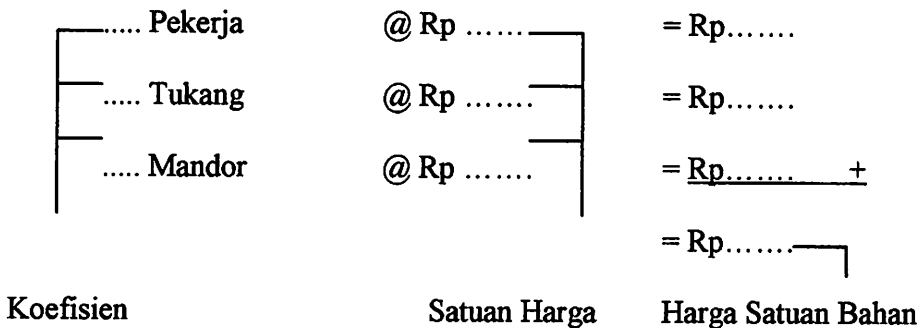 ..... Pekerja @ Rp ....... = Rp.......
..... Tukang @ Rp ....... = Rp.......
..... Mandor @ Rp ....... = Rp....... +
= Rp.......
Koefisien Satuan Harga Harga Satuan Bahan